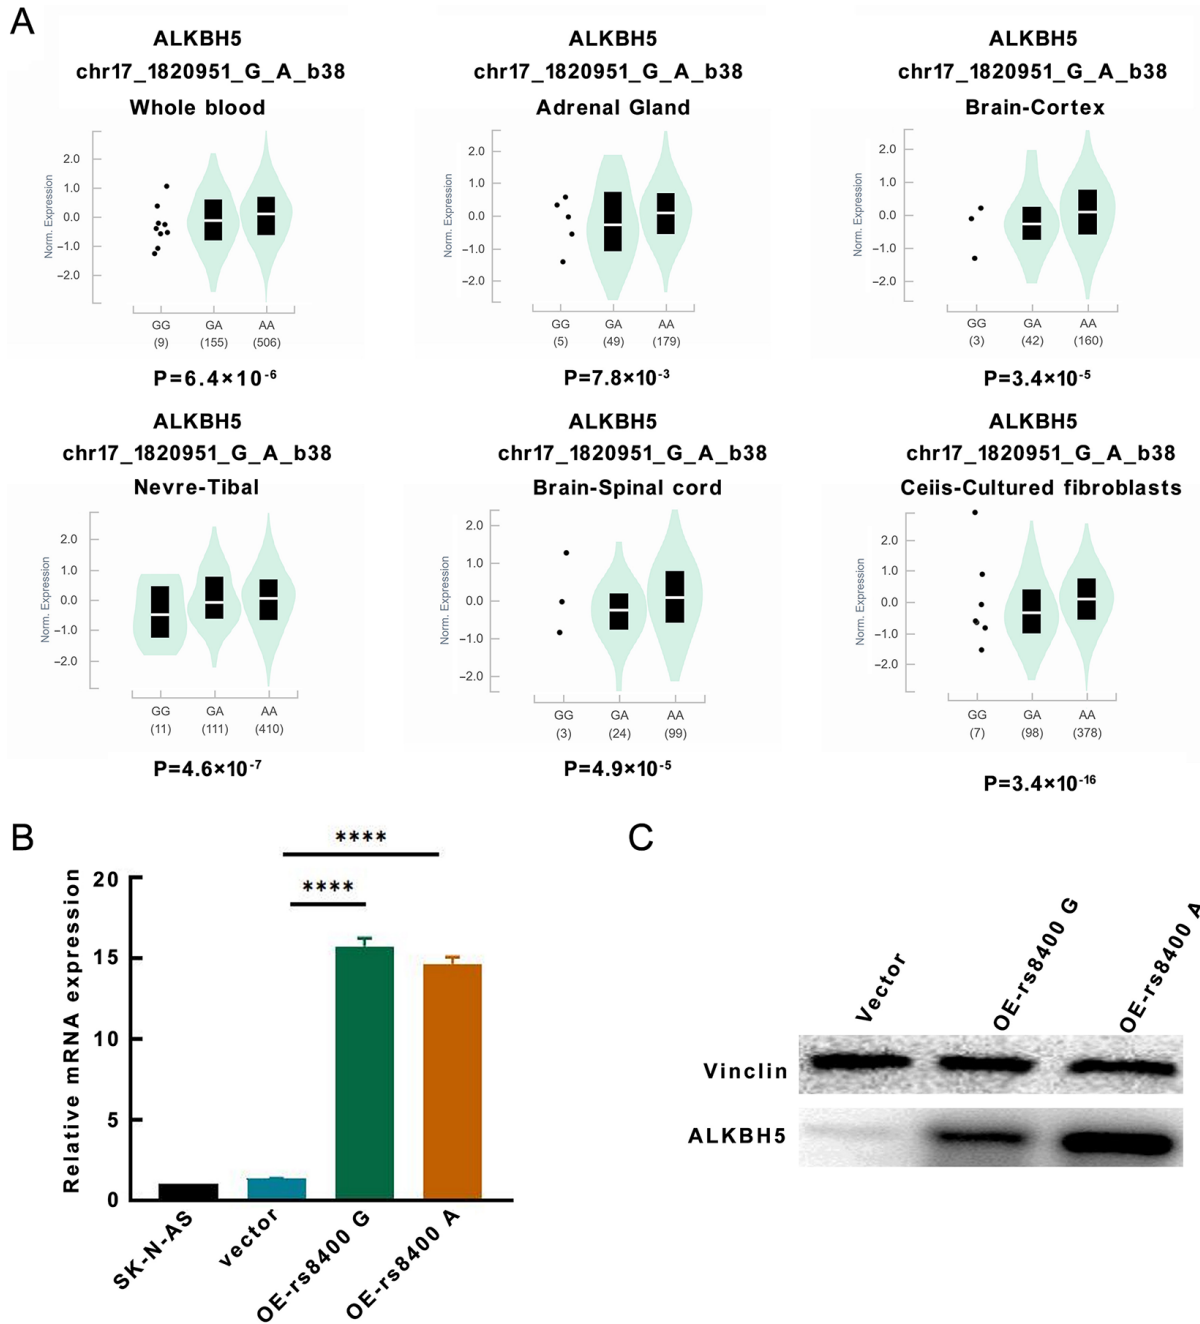 A
ALKBH5
chr17_1820951_G_A_b38
Whole blood
Norm. Expression
2.0
1.0
0.0
−1.0
−2.0
GG GA AA
(9) (155) (506)
P=6.4×10-6
ALKBH5
chr17_1820951_G_A_b38
Adrenal Gland
Norm. Expression
2.0
1.0
0.0
−1.0
−2.0
GG GA AA
(5) (49) (179)
P=7.8×10-3
ALKBH5
chr17_1820951_G_A_b38
Brain-Cortex
Norm. Expression
2.0
1.0
0.0
−1.0
−2.0
GG GA AA
(3) (42) (160)
P=3.4×10-5
ALKBH5
chr17_1820951_G_A_b38
Nevre-Tibal
Norm. Expression
2.0
1.0
0.0
−1.0
−2.0
GG GA AA
(11) (111) (410)
P=4.6×10-7
ALKBH5
chr17_1820951_G_A_b38
Brain-Spinal cord
Norm. Expression
2.0
1.0
0.0
−1.0
−2.0
GG GA AA
(3) (24) (99)
P=4.9×10-5
ALKBH5
chr17_1820951_G_A_b38
Ceiis-Cultured fibroblasts
Norm. Expression
2.0
1.0
0.0
−1.0
−2.0
GG GA AA
(7) (98) (378)
P=3.4×10-16
B
Relative mRNA expression
20
15
10
5
0
****
****
SK-N-AS
vector
OE-rs8400 G
OE-rs8400 A
C
Vector
OE-rs8400 G
OE-rs8400 A
Vinclin
ALKBH5